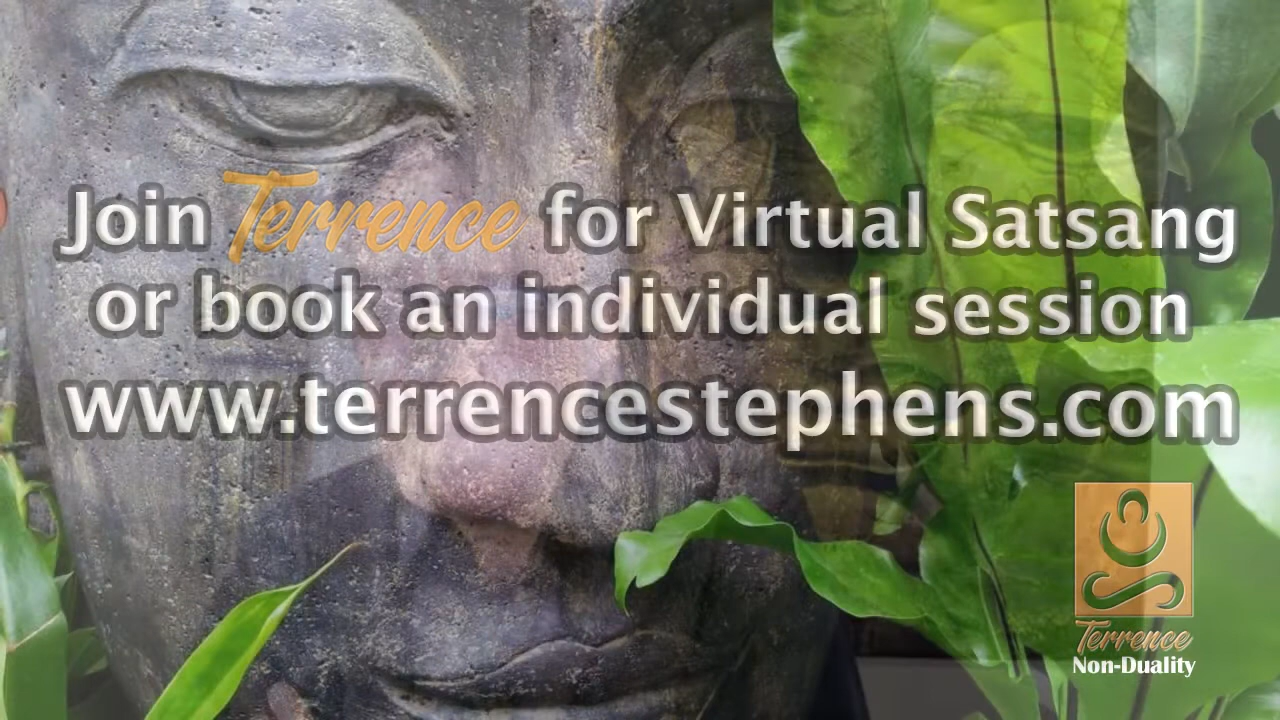 Join Terrence for Virtual Satsang
or book an individual session
www.terrencestephens.com
Terrence
Non-Duality